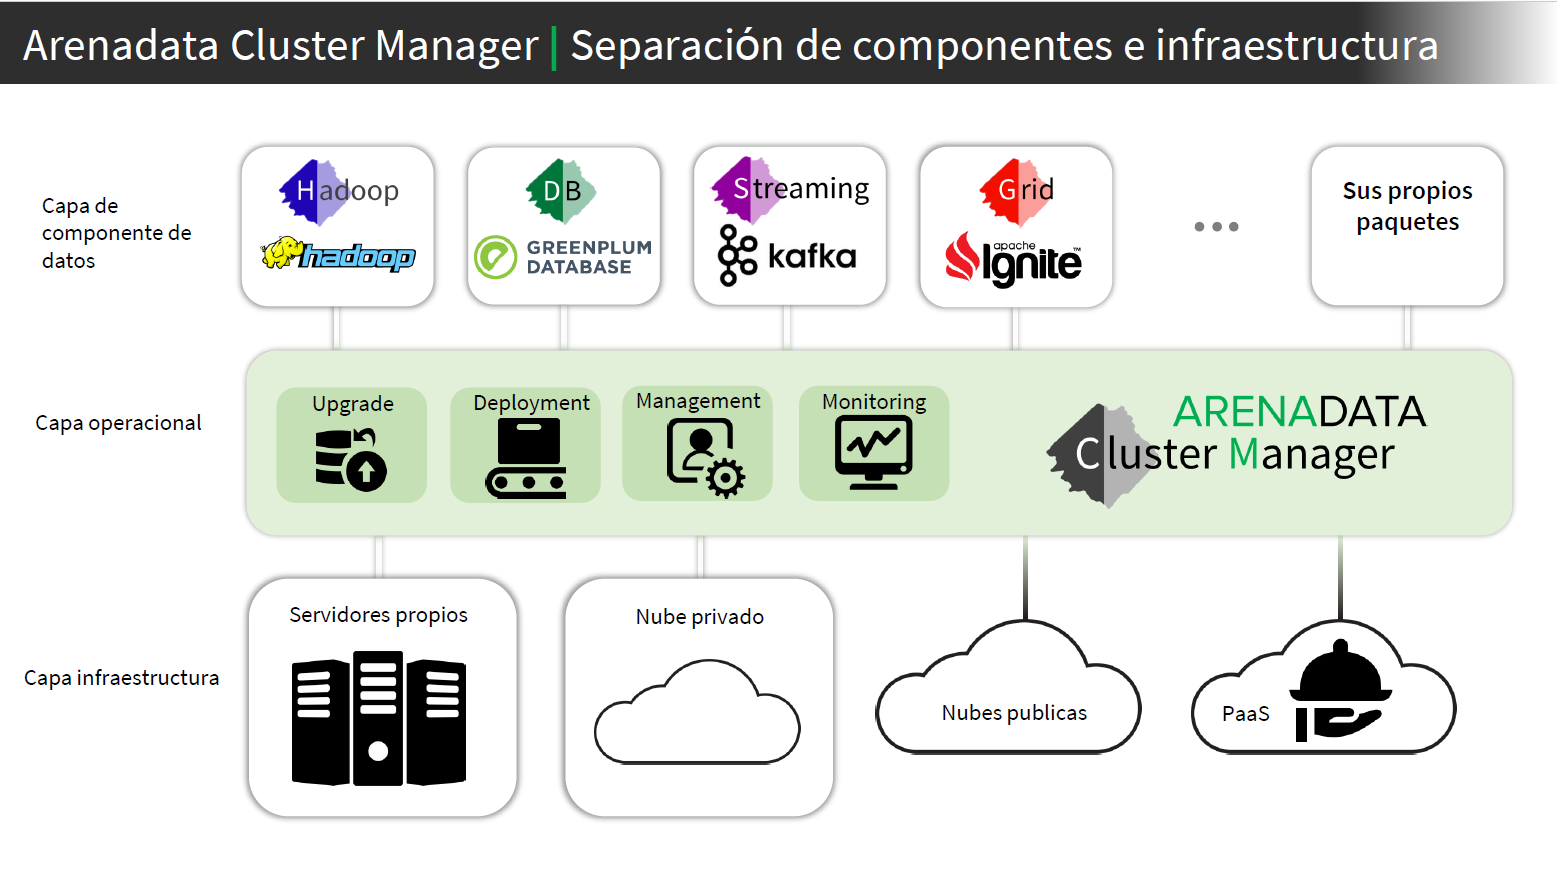 Arenadata Cluster Manager | Separación de componentes e infraestructura
Capa de
componente de
datos
Hadoop
hadoop
DB
GREENPLUM
DATABASE
Streaming
kafka
Grid
apache
Ignite™
•••
Sus propios
paquetes
Capa operacional
Upgrade
Deployment
Management
Monitoring
ARENADATA
Cluster Manager
Capa infraestructura
Servidores propios
Nube privado
Nubes publicas
PaaS